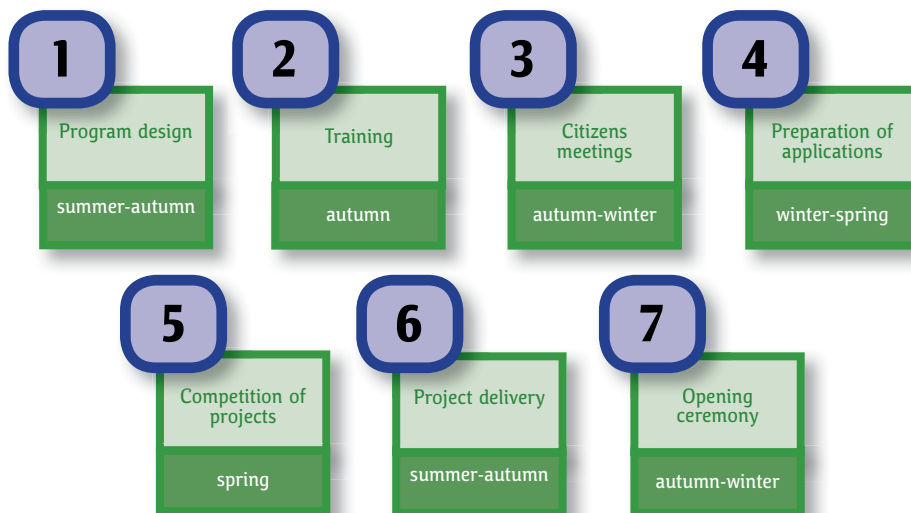 1
Program design
summer-autumn
2
Training
autumn
3
Citizens
meetings
autumn-winter
4
Preparation of
applications
winter-spring
5
Competition of
projects
spring
6
Project delivery
summer-autumn
7
Opening
ceremony
autumn-winter